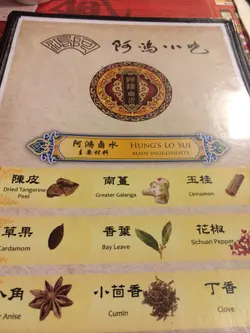 阿鴻小吃
阿鴻鹵水
主要材料
HUNG'S LO SUI
MAIN INGREDIENTS
陳皮
Dried Tangerine
Peel
南薑
Greater Galanga
玉桂
Cinnamon
草果
Cardamom
香葉
Bay Leave
花椒
Sichuan Pepper
八角
Anise
小茴香
Cumin
丁香
Clove